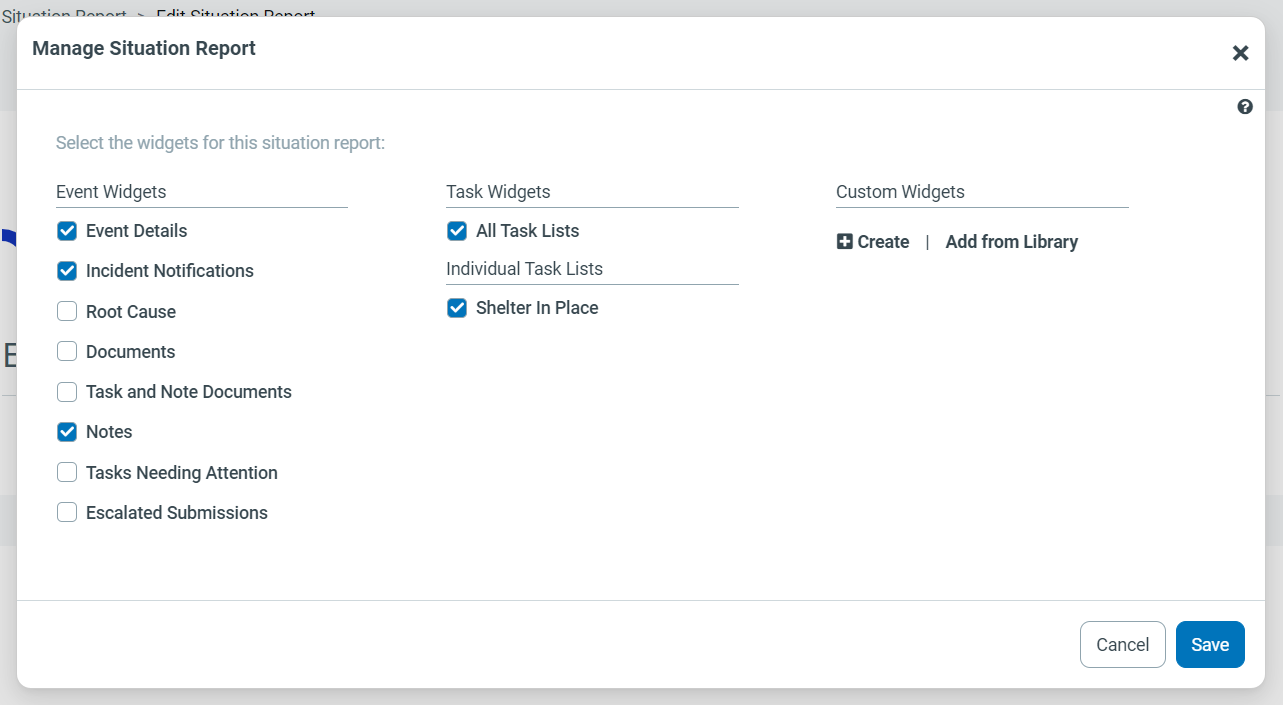 Situation Report > Edit Situation Report
Manage Situation Report
Select the widgets for this situation report:
Event Widgets
Event Details
Incident Notifications
Root Cause
Documents
Task and Note Documents
Notes
Tasks Needing Attention
Escalated Submissions
Task Widgets
All Task Lists
Individual Task Lists
Shelter In Place
Custom Widgets
Create | Add from Library
Cancel
Save